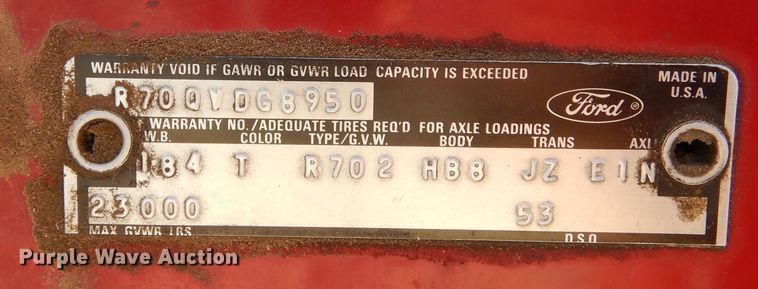 WARRANTY VOID IF GAWR OR GVWR LOAD CAPACITY IS EXCEEDED
MADE IN U.S.A.
R70QVDG8950
Ford ®
WARRANTY NO./ADEQUATE TIRES REQ'D FOR AXLE LOADINGS
W.B. COLOR TYPE/G.V.W. BODY TRANS AXL
184 T R702 HB8 JZ E1N
23000 53
MAX GVWR LBS D.S.O.
Purple Wave Auction